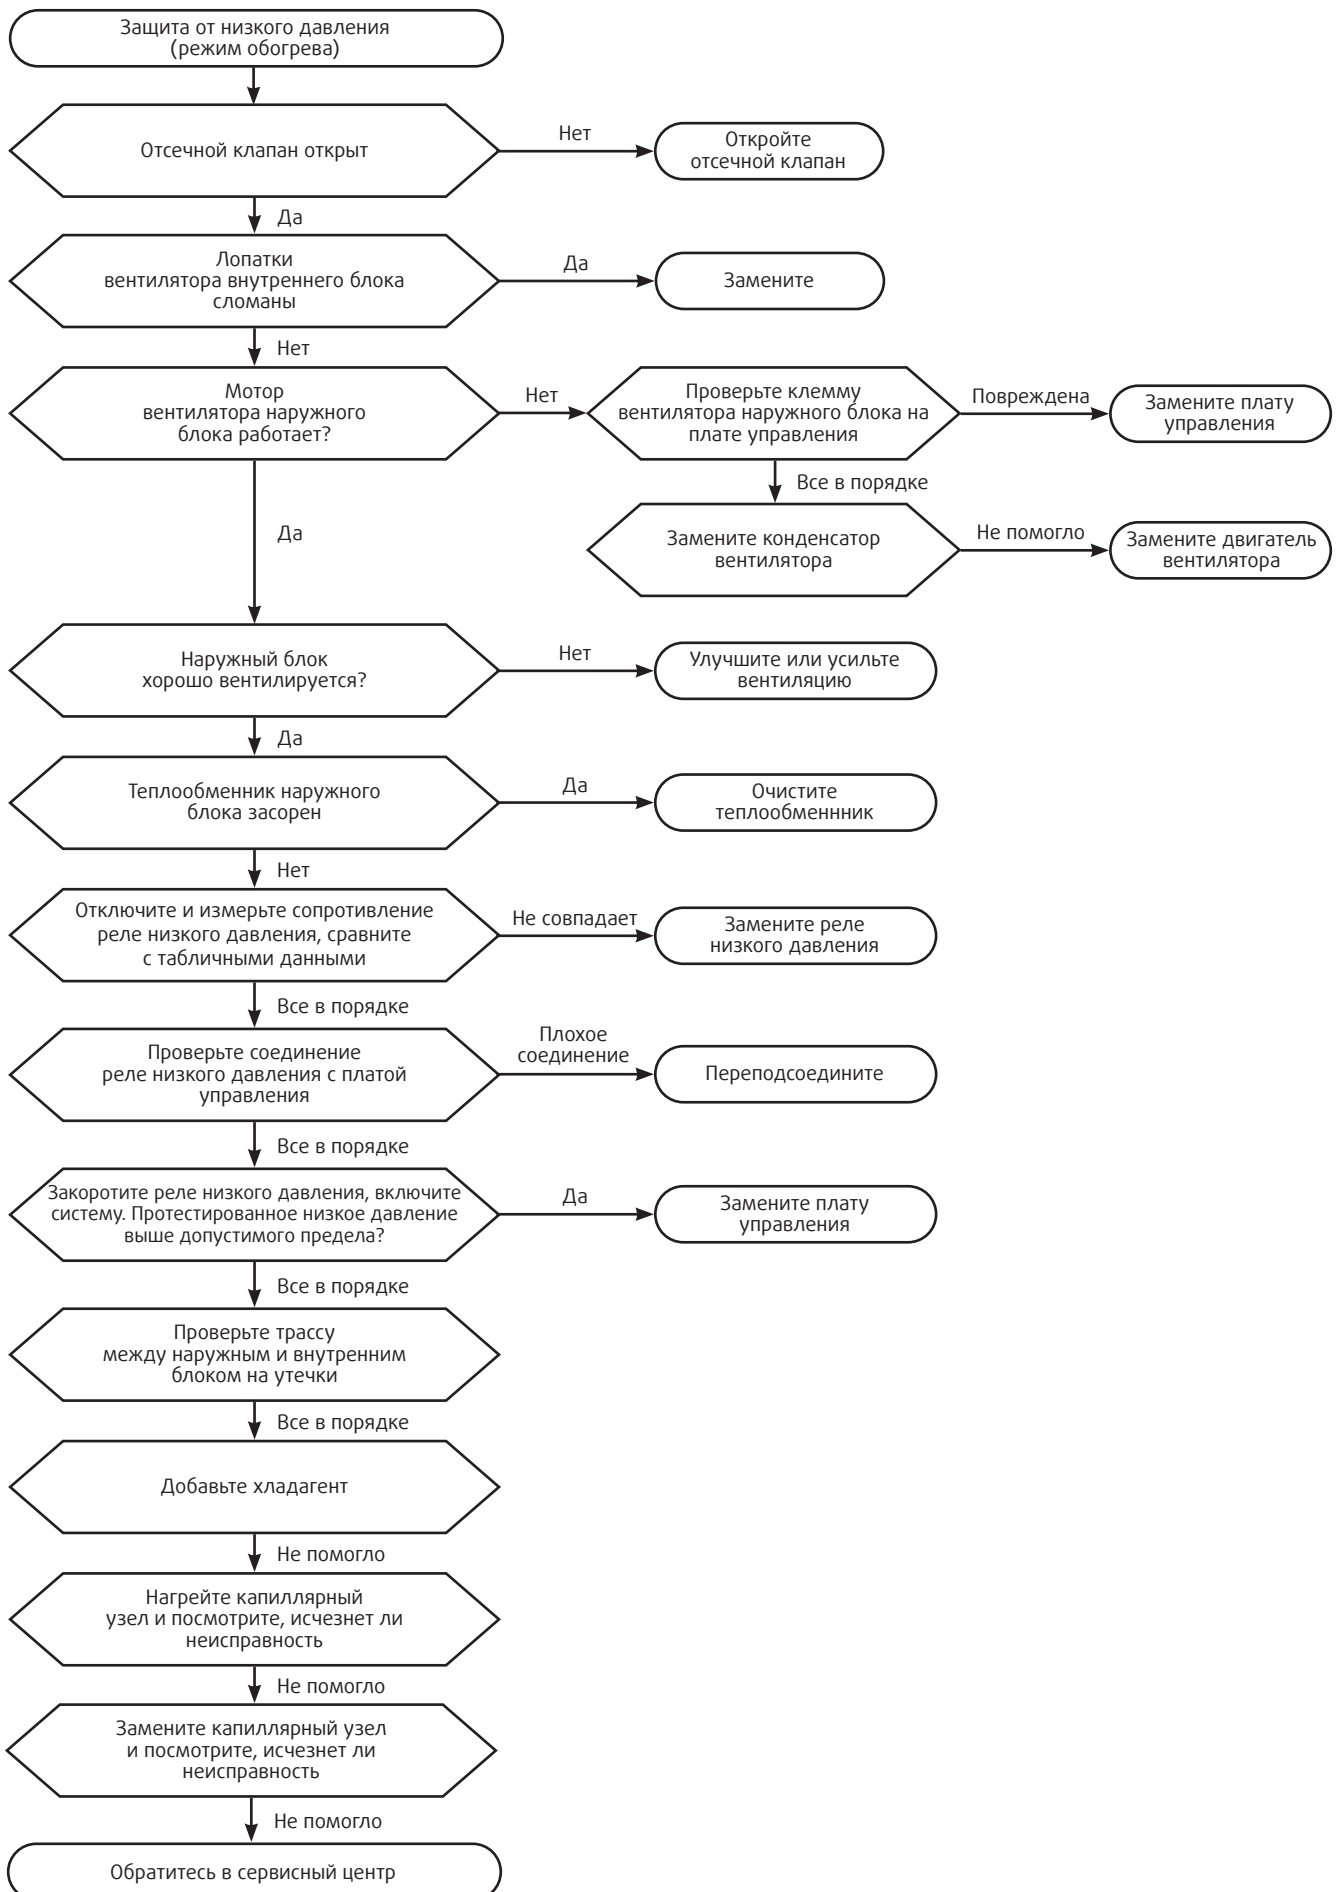 Защита от низкого давления
(режим обогрева)
Отсечной клапан открыт
Нет
Откройте
отсечной клапан
Да
Лопатки
вентилятора внутреннего блока
сломаны
Да
Замените
Нет
Мотор
вентилятора наружного
блока работает?
Нет
Проверьте клемму
вентилятора наружного блока на
плате управления
Повреждена
Замените плату
управления
Все в порядке
Замените конденсатор
вентилятора
Не помогло
Замените двигатель
вентилятора
Да
Наружный блок
хорошо вентилируется?
Нет
Улучшите или усильте
вентиляцию
Да
Теплообменник наружного
блока засорен
Да
Очистите
теплообменнник
Нет
Отключите и измерьте сопротивление
реле низкого давления, сравните
с табличными данными
Не совпадает
Замените реле
низкого давления
Все в порядке
Проверьте соединение
реле низкого давления с платой
управления
Плохое
соединение
Переподсоедините
Все в порядке
Закоротите реле низкого давления, включите
систему. Протестированное низкое давление
выше допустимого предела?
Да
Замените плату
управления
Все в порядке
Проверьте трассу
между наружным и внутренним
блоком на утечки
Все в порядке
Добавьте хладагент
Не помогло
Нагрейте капиллярный
узел и посмотрите, исчезнет ли
неисправность
Не помогло
Замените капиллярный узел
и посмотрите, исчезнет ли
неисправность
Не помогло
Обратитесь в сервисный центр